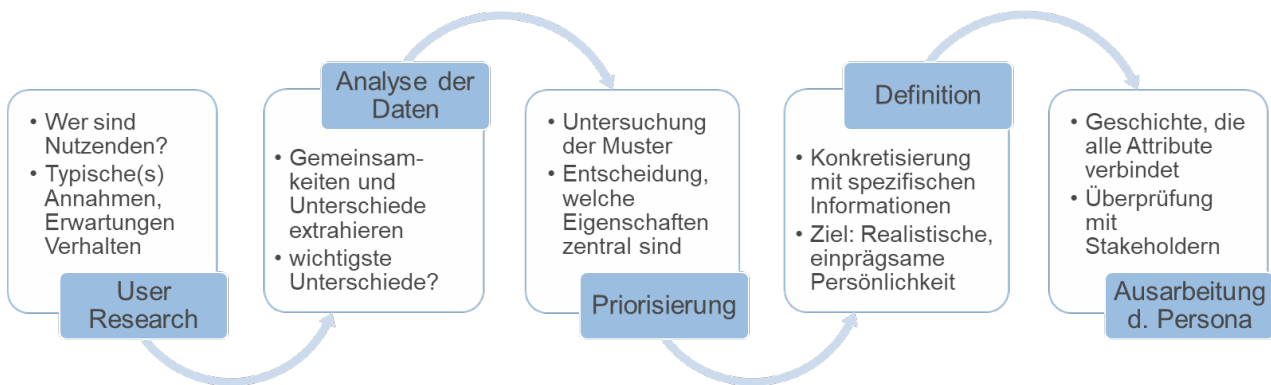 • Wer sind
Nutzenden?
• Typische(s)
Annahmen,
Erwartungen
Verhalten
User
Research
Analyse der
Daten
• Gemeinsam-
keiten und
Unterschiede
extrahieren
• wichtigste
Unterschiede?
• Untersuchung
der Muster
• Entscheidung,
welche
Eigenschaften
zentral sind
Priorisierung
Definition
• Konkretisierung
mit spezifischen
Informationen
• Ziel: Realistische,
einprägsame
Persönlichkeit
• Geschichte, die
alle Attribute
verbindet
• Überprüfung
mit
Stakeholdern
Ausarbeitung
d. Persona